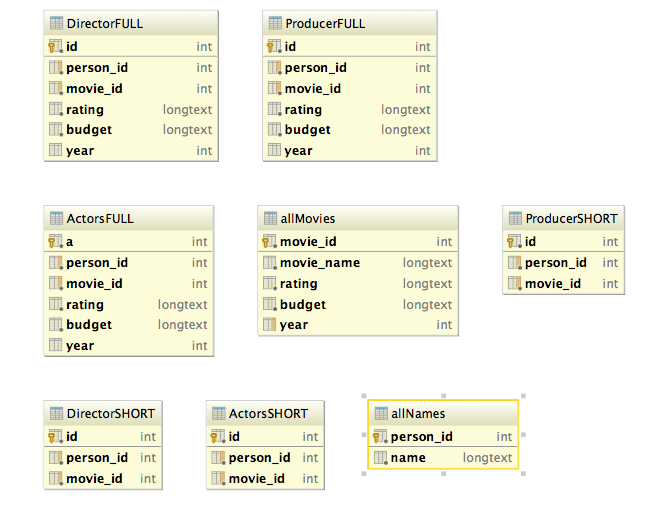 DirectorFULL
id int
person_id int
movie_id int
rating longtext
budget longtext
year int
ProducerFULL
id int
person_id int
movie_id int
rating longtext
budget longtext
year int
ActorsFULL
a int
person_id int
movie_id int
rating longtext
budget longtext
year int
allMovies
movie_id int
movie_name longtext
rating longtext
budget longtext
year int
ProducerSHORT
id int
person_id int
movie_id int
DirectorSHORT
id int
person_id int
movie_id int
ActorsSHORT
id int
person_id int
movie_id int
allNames
person_id int
name longtext